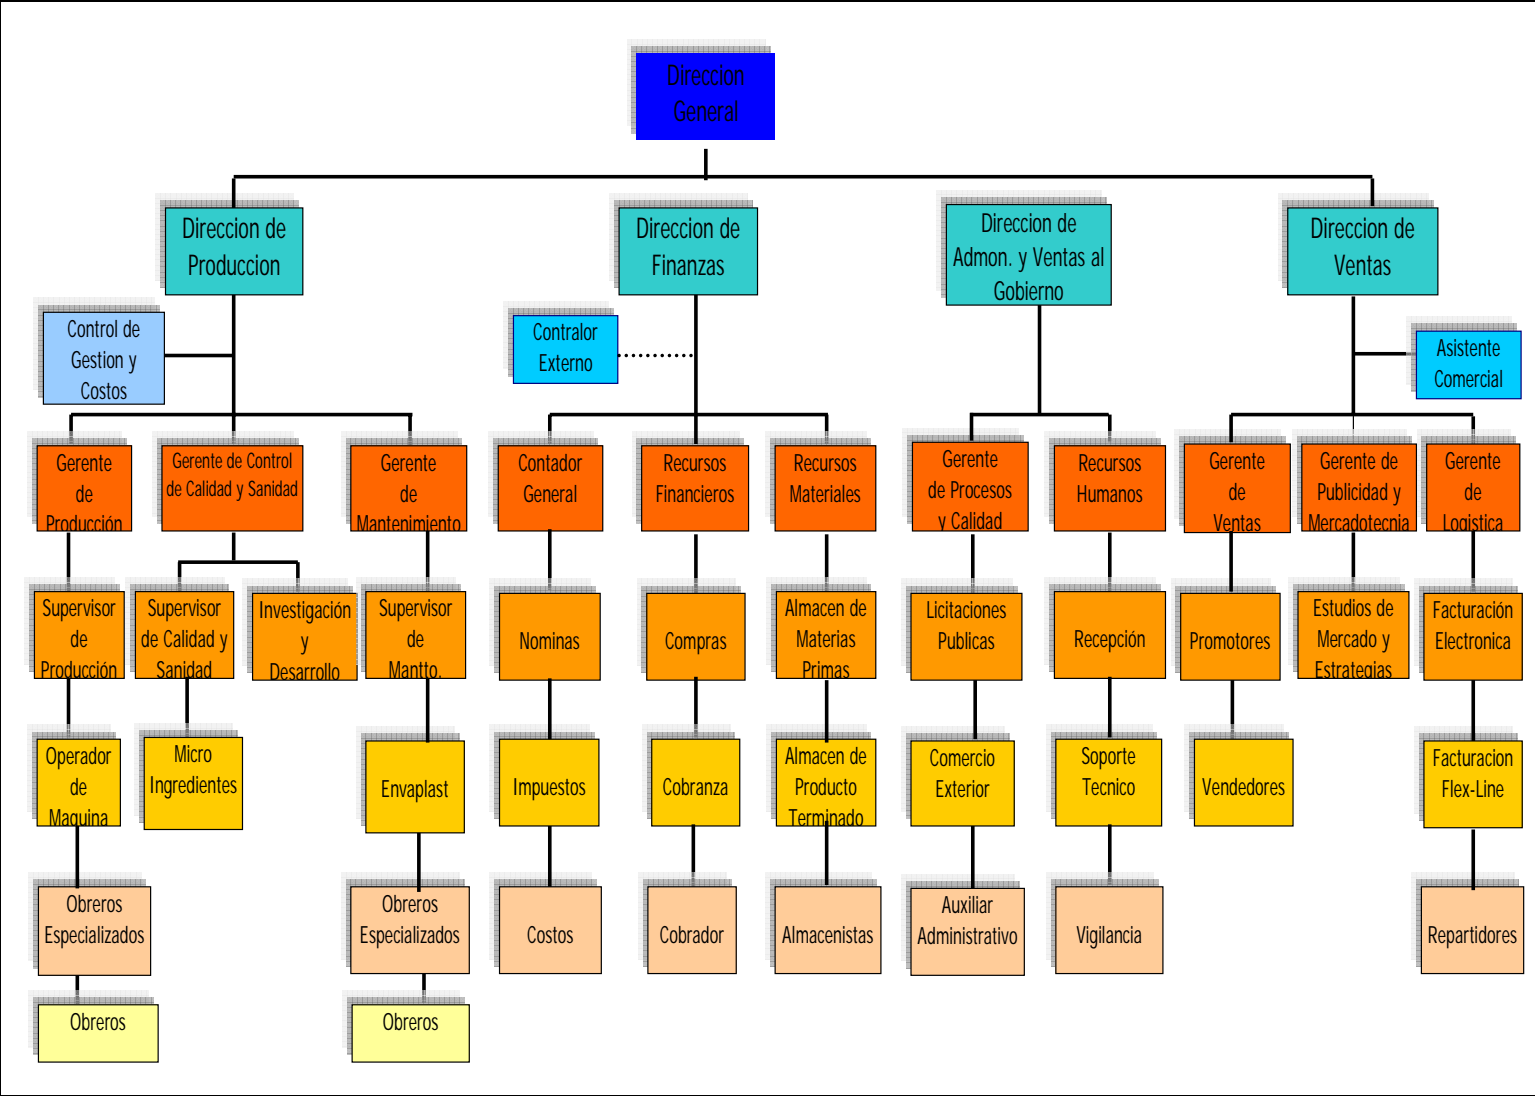 Direccion
General
Direccion de
Produccion
Direccion de
Finanzas
Direccion de
Admon. y Ventas al
Gobierno
Direccion de
Ventas
Control de
Gestion y
Costos
Contralor
Externo
Asistente
Comercial
Gerente
de
Producción
Gerente de Control
de Calidad y Sanidad
Gerente
de
Mantenimiento
Contador
General
Recursos
Financieros
Recursos
Materiales
Gerente
de Procesos
y Calidad
Recursos
Humanos
Gerente
de
Ventas
Gerente de
Publicidad y
Mercadotecnia
Gerente
de
Logistica
Supervisor
de
Producción
Supervisor
de Calidad y
Sanidad
Investigación
y
Desarrollo
Supervisor
de
Mantto.
Nominas
Compras
Almacen de
Materias
Primas
Licitaciones
Publicas
Recepción
Promotores
Estudios de
Mercado y
Estrategias
Facturación
Electronica
Operador
de
Maquina
Micro
Ingredientes
Envaplast
Impuestos
Cobranza
Almacen de
Producto
Terminado
Comercio
Exterior
Soporte
Tecnico
Vendedores
Facturacion
Flex-Line
Obreros
Especializados
Obreros
Especializados
Costos
Cobrador
Almacenistas
Auxiliar
Administrativo
Vigilancia
Repartidores
Obreros
Obreros